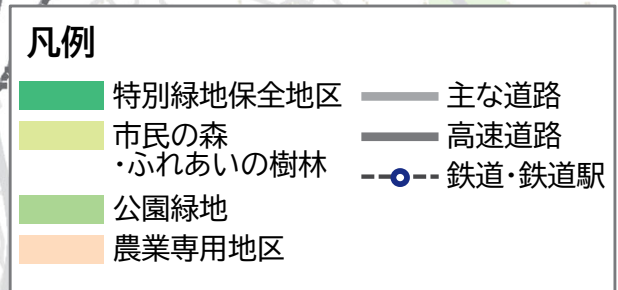 凡例
特別緑地保全地区
市民の森
・ふれあいの樹林
公園緑地
農業専用地区
主な道路
高速道路
鉄道・鉄道駅